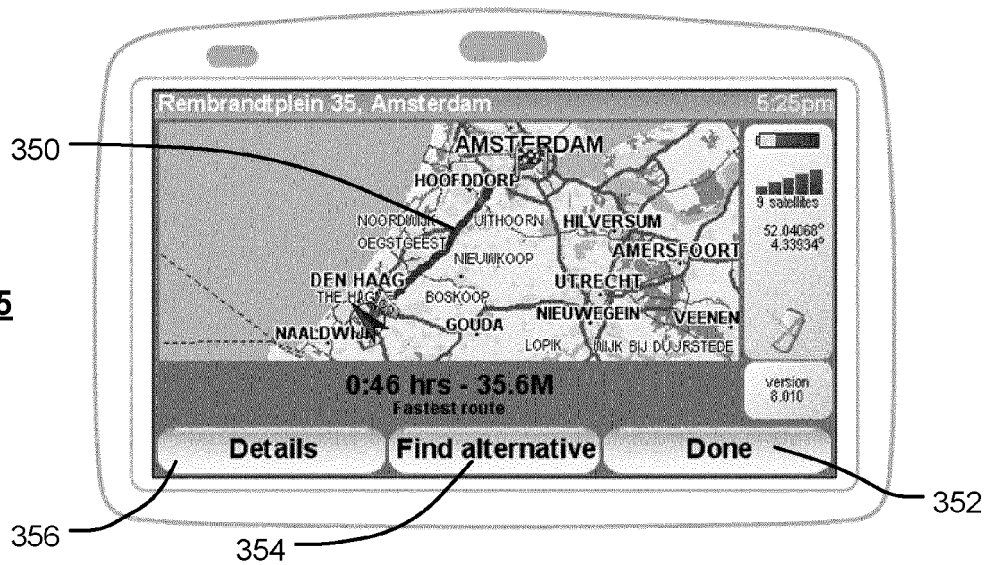 Rembrandtplein 35, Amsterdam 5:25pm
350
AMSTERDAM
HOOFDDORP
NOORDWIJK UITHOORN HILVERSUM
OEGSTGEEST
AMERSFOORT
NIEUWKOOP
DEN HAAG UTRECHT
THE HAG BOSKOOP
NAALDWIJK GOUDA NIEUWEGEIN VEENEN
LOPIK WIJK BIJ DUURSTEDE
9 satellites
52.04068°
4.33934°
0:46 hrs - 35.6M
Fastest route
version
8.010
Details Find alternative Done
5
356
354
352